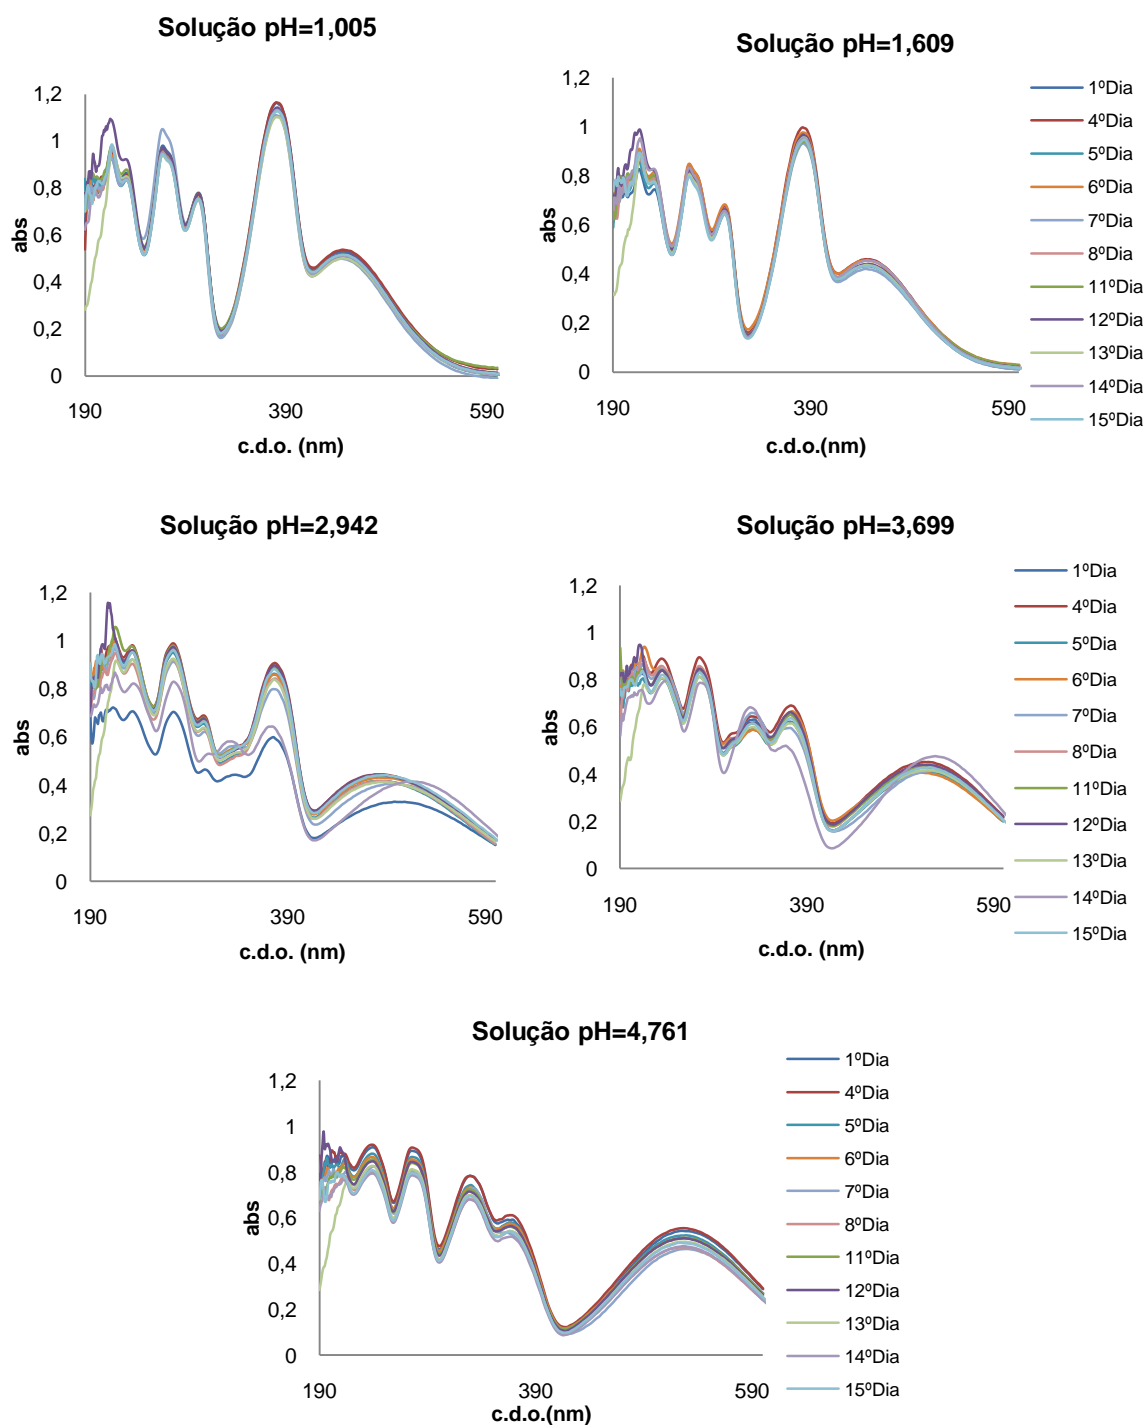 Solução pH=1,005
1,2
1
0,8
0,6
0,4
0,2
0
abs
190
390
590
c.d.o. (nm)
Solução pH=1,609
1,2
1
0,8
0,6
0,4
0,2
0
abs
190
390
590
c.d.o.(nm)
1ºDia
4ºDia
5ºDia
6ºDia
7ºDia
8ºDia
11ºDia
12ºDia
13ºDia
14ºDia
15ºDia
Solução pH=2,942
1,2
1
0,8
0,6
0,4
0,2
0
abs
190
390
590
c.d.o. (nm)
Solução pH=3,699
1,2
1
0,8
0,6
0,4
0,2
0
abs
190
390
590
c.d.o. (nm)
1ºDia
4ºDia
5ºDia
6ºDia
7ºDia
8ºDia
11ºDia
12ºDia
13ºDia
14ºDia
15ºDia
Solução pH=4,761
1,2
1
0,8
0,6
0,4
0,2
0
abs
190
390
590
c.d.o.(nm)
1ºDia
4ºDia
5ºDia
6ºDia
7ºDia
8ºDia
11ºDia
12ºDia
13ºDia
14ºDia
15ºDia